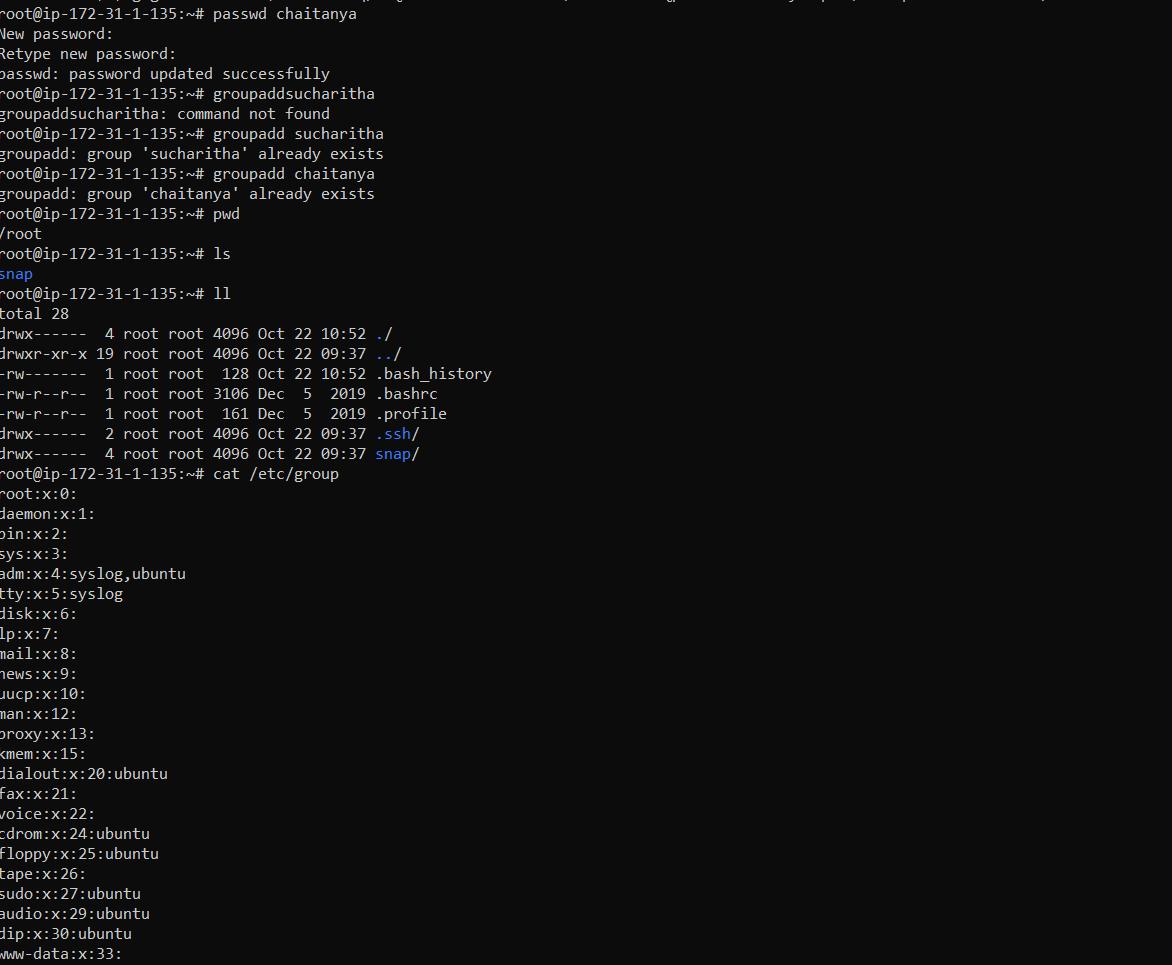 root@ip-172-31-1-135:~# passwd chaitanya
New password:
Retype new password:
passwd: password updated successfully
root@ip-172-31-1-135:~# groupaddsucharitha
groupaddsucharitha: command not found
root@ip-172-31-1-135:~# groupadd sucharitha
groupadd: group 'sucharitha' already exists
root@ip-172-31-1-135:~# groupadd chaitanya
groupadd: group 'chaitanya' already exists
root@ip-172-31-1-135:~# pwd
/root
root@ip-172-31-1-135:~# ls
snap
root@ip-172-31-1-135:~# ll
total 28
drwx------  4 root root 4096 Oct 22 10:52 ./
drwxr-xr-x 19 root root 4096 Oct 22 09:37 ../
-rw-------  1 root root  128 Oct 22 10:52 .bash_history
-rw-r--r--  1 root root 3106 Dec  5  2019 .bashrc
-rw-r--r--  1 root root  161 Dec  5  2019 .profile
drwx------  2 root root 4096 Oct 22 09:37 .ssh/
drwx------  4 root root 4096 Oct 22 09:37 snap/
root@ip-172-31-1-135:~# cat /etc/group
root:x:0:
daemon:x:1:
bin:x:2:
sys:x:3:
adm:x:4:syslog,ubuntu
tty:x:5:syslog
disk:x:6:
lp:x:7:
mail:x:8:
news:x:9:
uucp:x:10:
man:x:12:
proxy:x:13:
kmem:x:15:
dialout:x:20:ubuntu
fax:x:21:
voice:x:22:
cdrom:x:24:ubuntu
floppy:x:25:ubuntu
tape:x:26:
sudo:x:27:ubuntu
audio:x:29:ubuntu
dip:x:30:ubuntu
www-data:x:33: